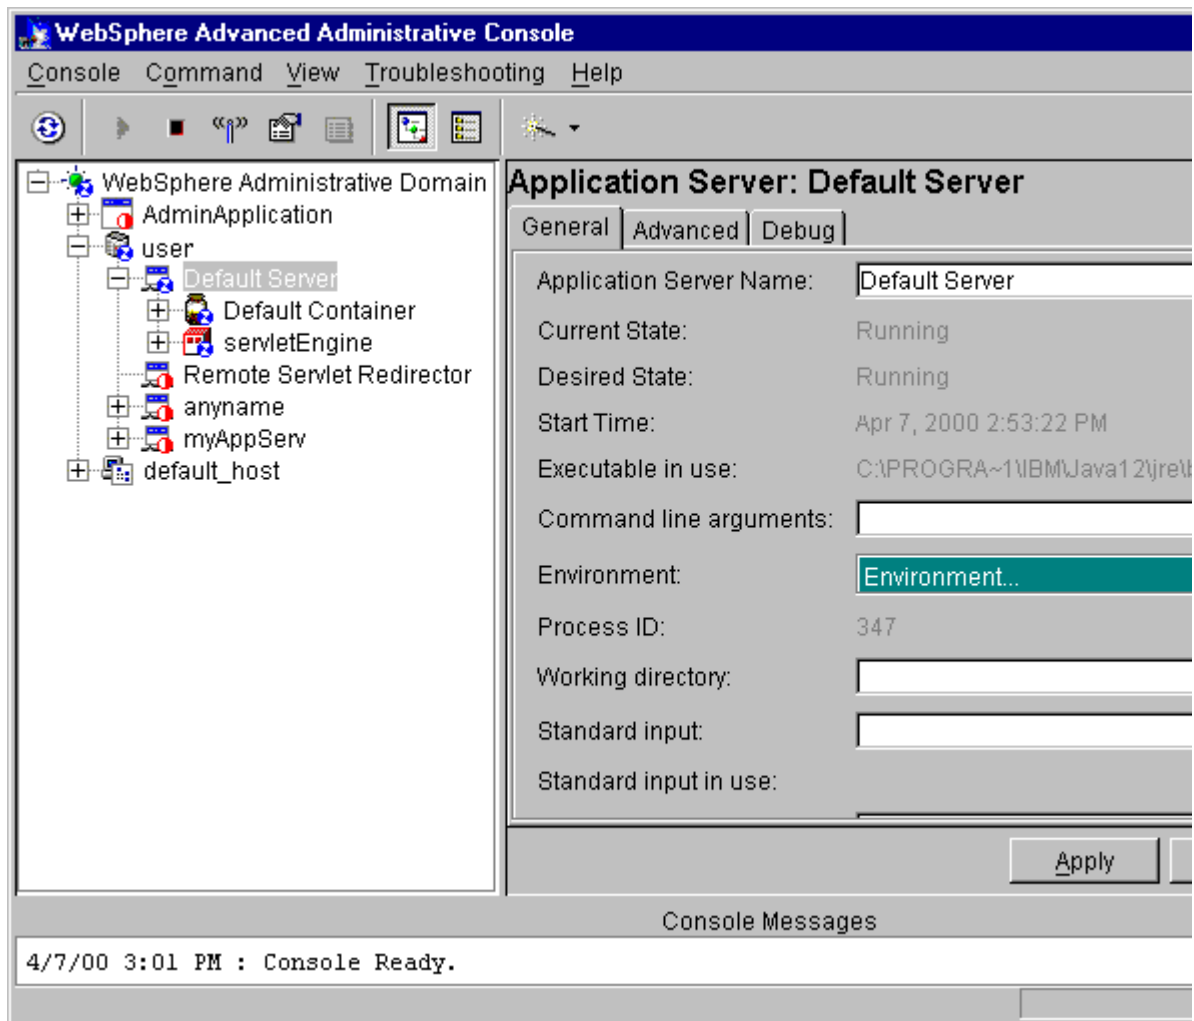 WebSphere Advanced Administrative Console
Console Command View Troubleshooting Help
WebSphere Administrative Domain
AdminApplication
user
Default Server
Default Container
servletEngine
Remote Servlet Redirector
anyname
myAppServ
default_host
Application Server: Default Server
General Advanced Debug
Application Server Name: Default Server
Current State: Running
Desired State: Running
Start Time: Apr 7, 2000 2:53:22 PM
Executable in use: C:\PROGRA~1\IBM\Java12\jre\b
Command line arguments:
Environment: Environment...
Process ID: 347
Working directory:
Standard input:
Standard input in use:
Apply
Console Messages
4/7/00 3:01 PM : Console Ready.